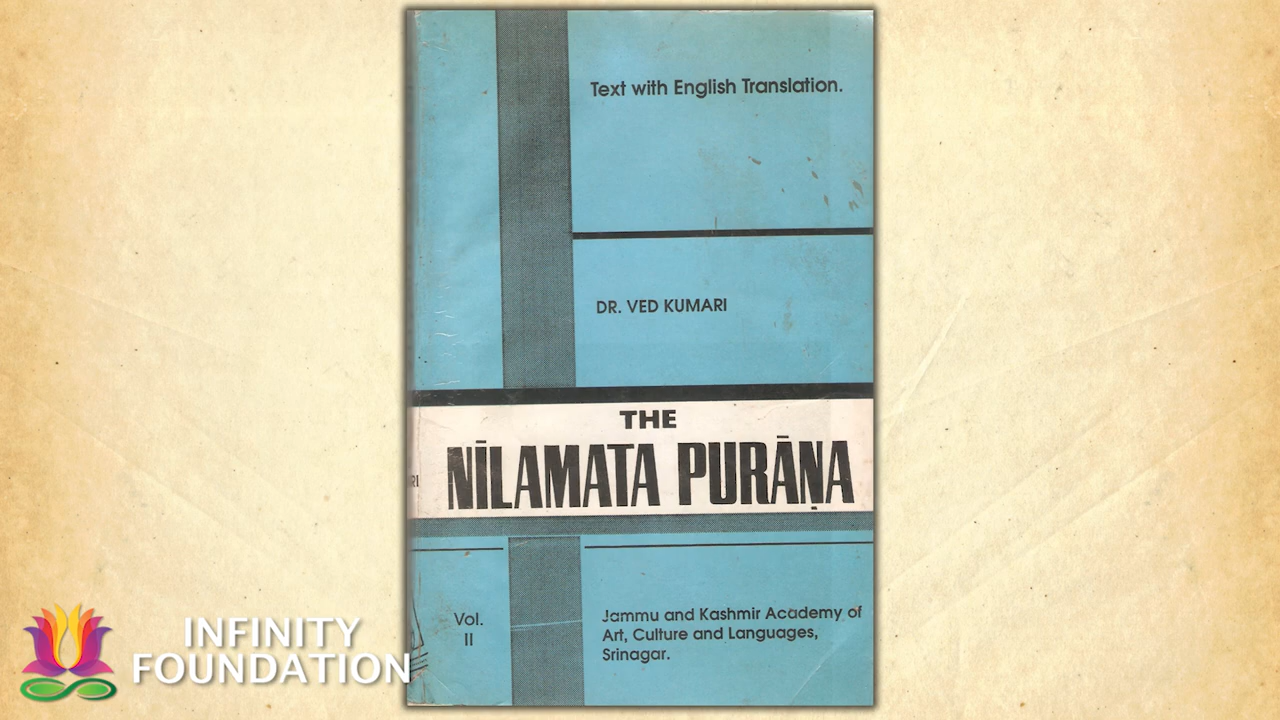 Text with English Translation.
DR. VED KUMARI
THE
NĪLAMATA PURĀṆA
RI
Vol.
II
Jammu and Kashmir Academy of
Art, Culture and Languages,
Srinagar.
INFINITY
FOUNDATION